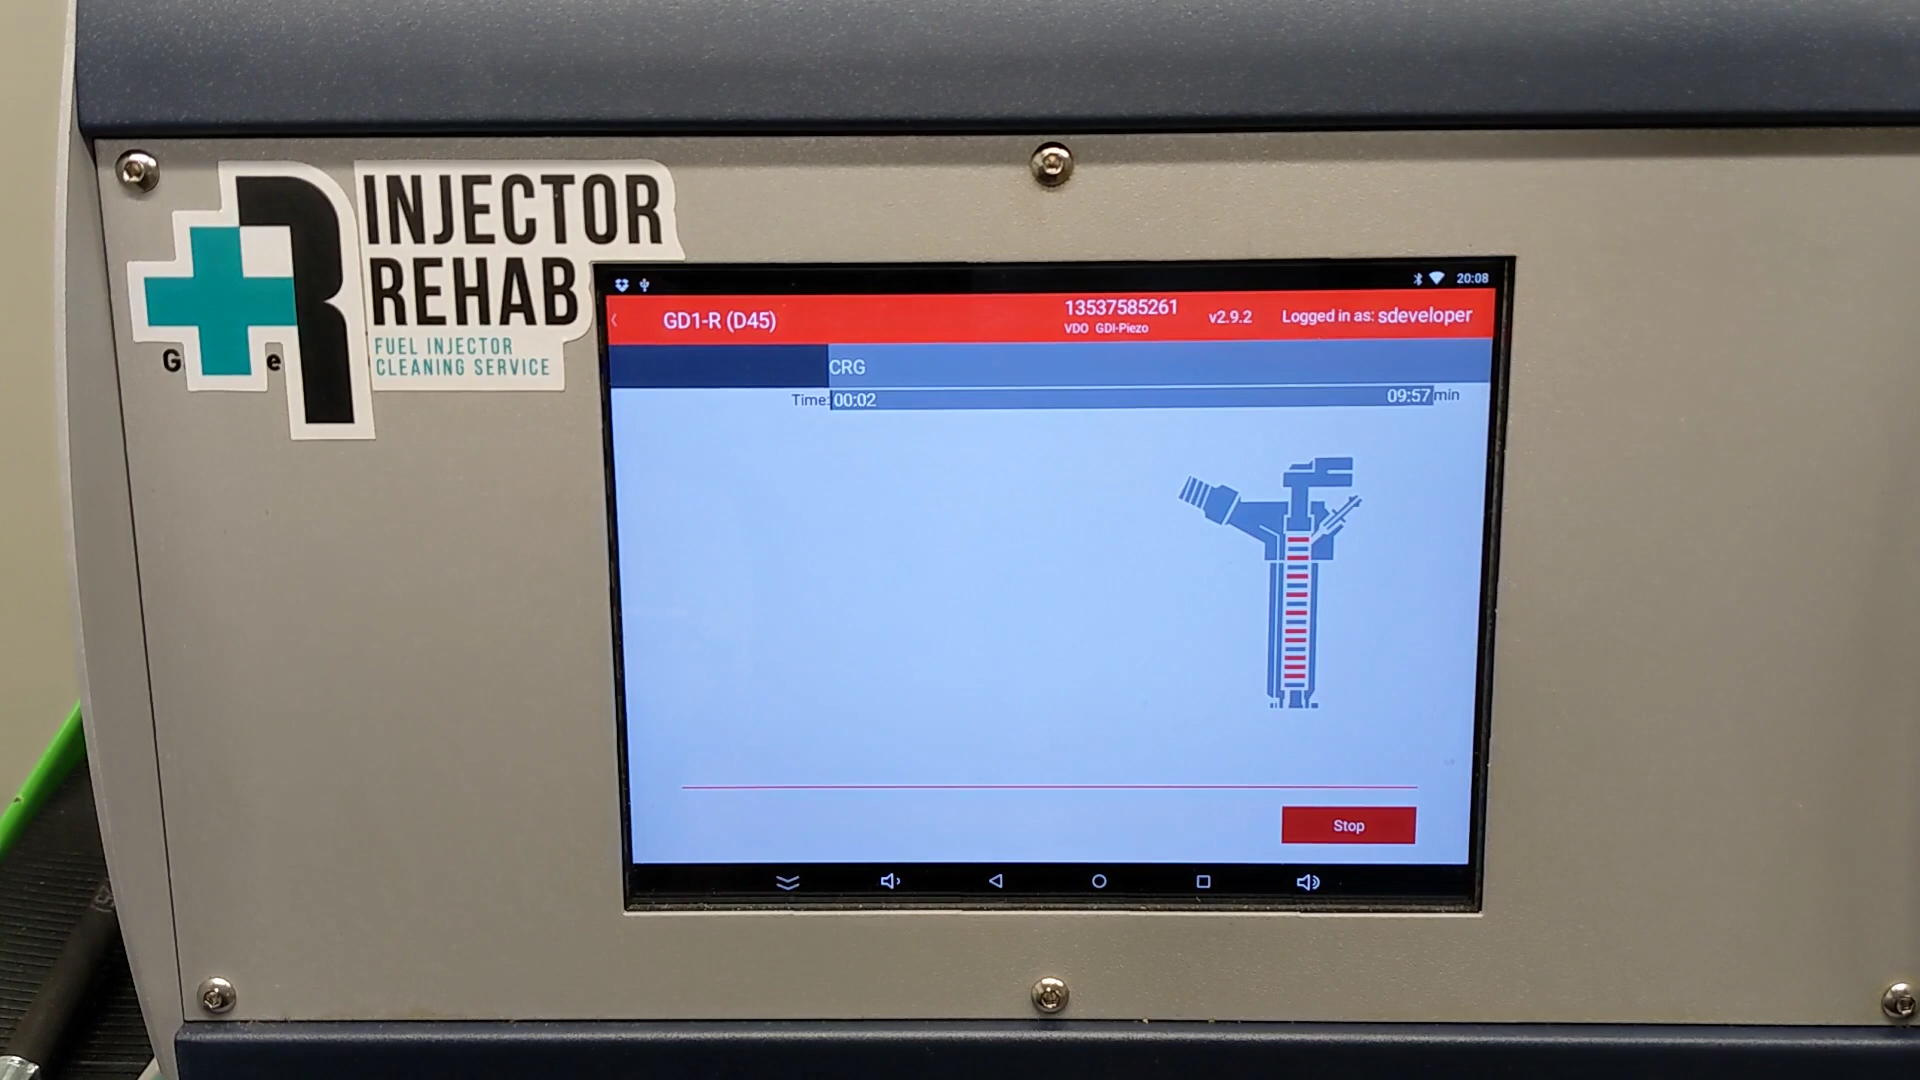 INJECTOR
REHAB
FUEL INJECTOR
CLEANING SERVICE
G
e
20:08
GD1-R (D45)
13537585261
VDO GDI-Piezo
v2.9.2
Logged in as: sdeveloper
CRG
Time: 00:02
09:57 min
Stop